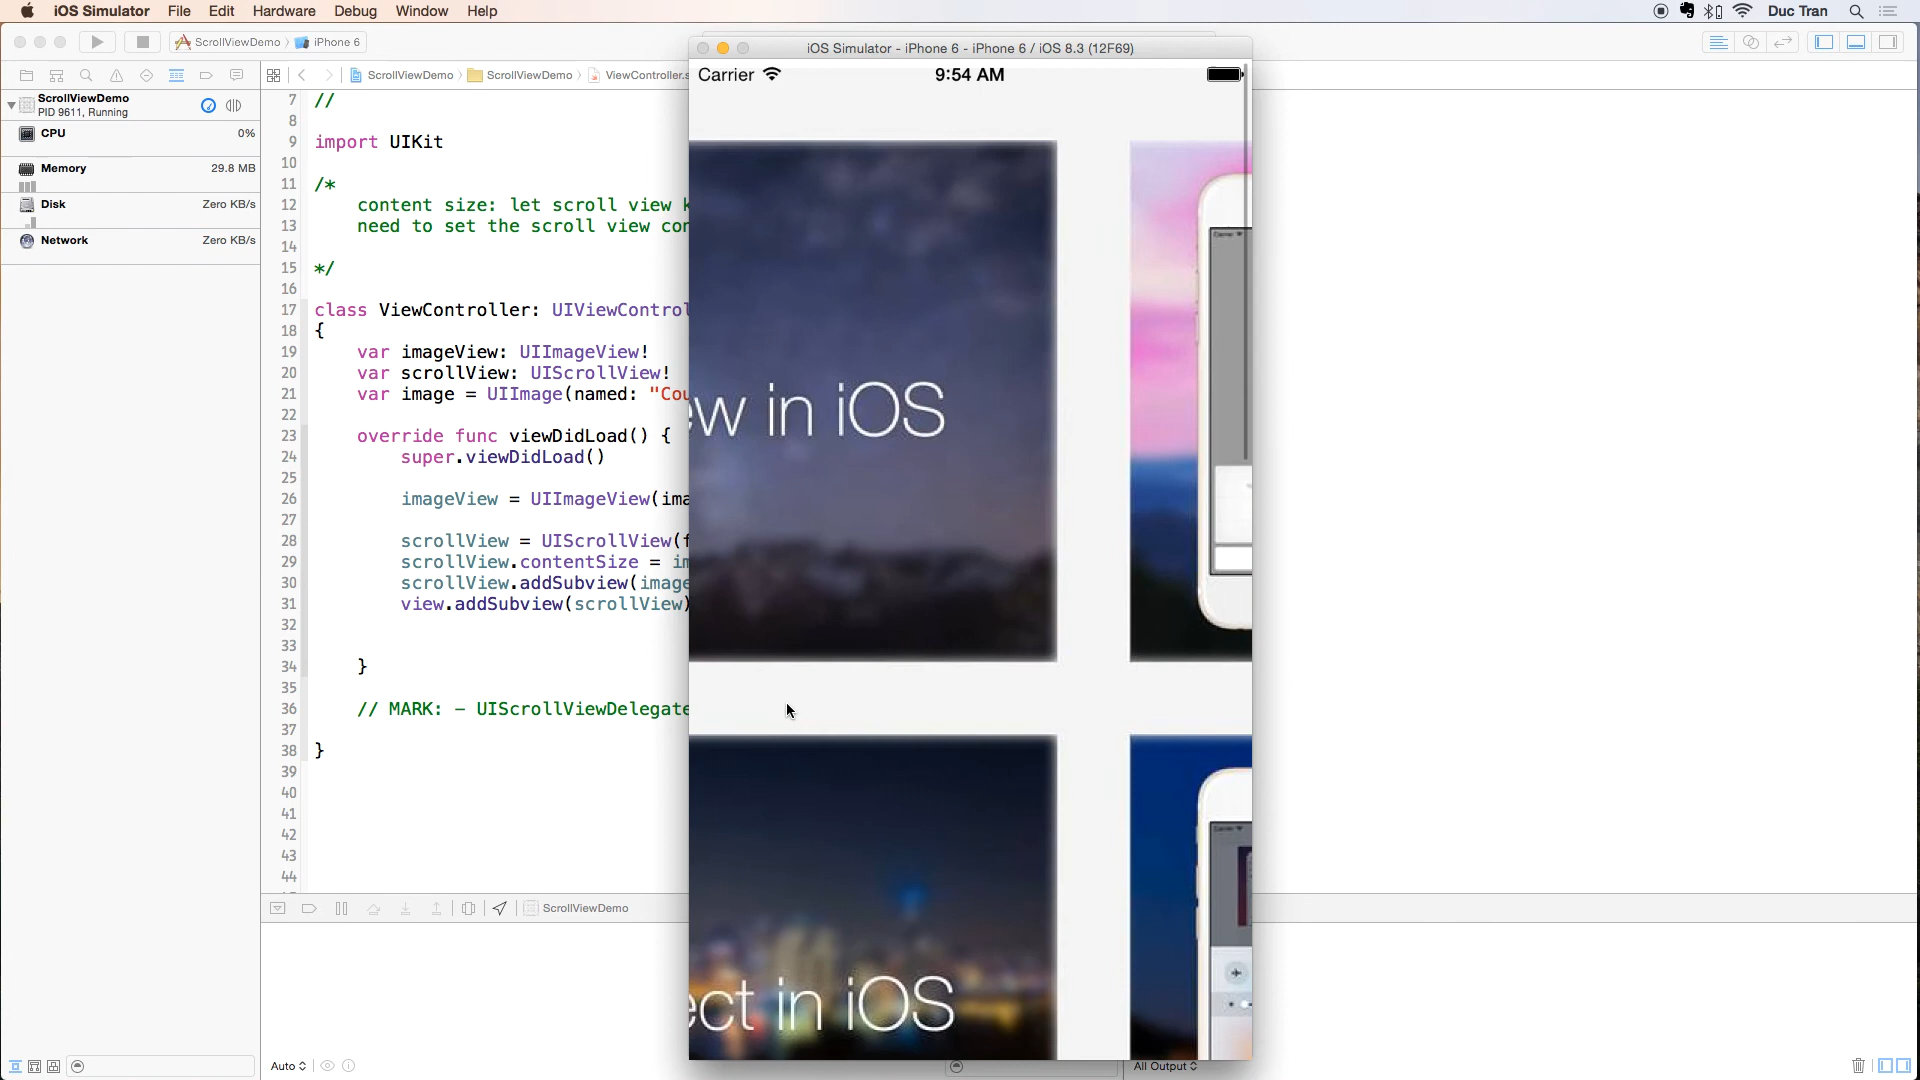 iOS Simulator File Edit Hardware Debug Window Help
Duc Tran
ScrollViewDemo iPhone 6
iOS Simulator - iPhone 6 - iPhone 6 / iOS 8.3 (12F69)
ScrollViewDemo ScrollViewDemo ViewController.s
Carrier 9:54 AM
ScrollViewDemo
PID 9611, Running
CPU 0%
Memory 29.8 MB
Disk Zero KB/s
Network Zero KB/s
7 //
8
9 import UIKit
10
11 /*
12 content size: let scroll view k
13 need to set the scroll view con
14
15 */
16
17 class ViewController: UIViewControl
18 {
19 var imageView: UIImageView!
20 var scrollView: UIScrollView!
21 var image = UIImage(named: "Cou
22
23 override func viewDidLoad() {
24 super.viewDidLoad()
25
26 imageView = UIImageView(ima
27
28 scrollView = UIScrollView(f
29 scrollView.contentSize = im
30 scrollView.addSubview(image
31 view.addSubview(scrollView)
32
33
34 }
35
36 // MARK: - UIScrollViewDelegate
37
38 }
39
40
41
42
43
44
ew in iOS
ect in iOS
ScrollViewDemo
Auto
All Output